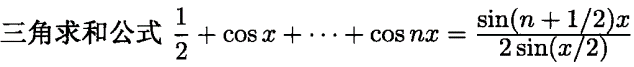 三角求和公式 $\frac{1}{2} + \cos x + \cdots + \cos nx = \frac{\sin(n+1/2)x}{2\sin(x/2)}$